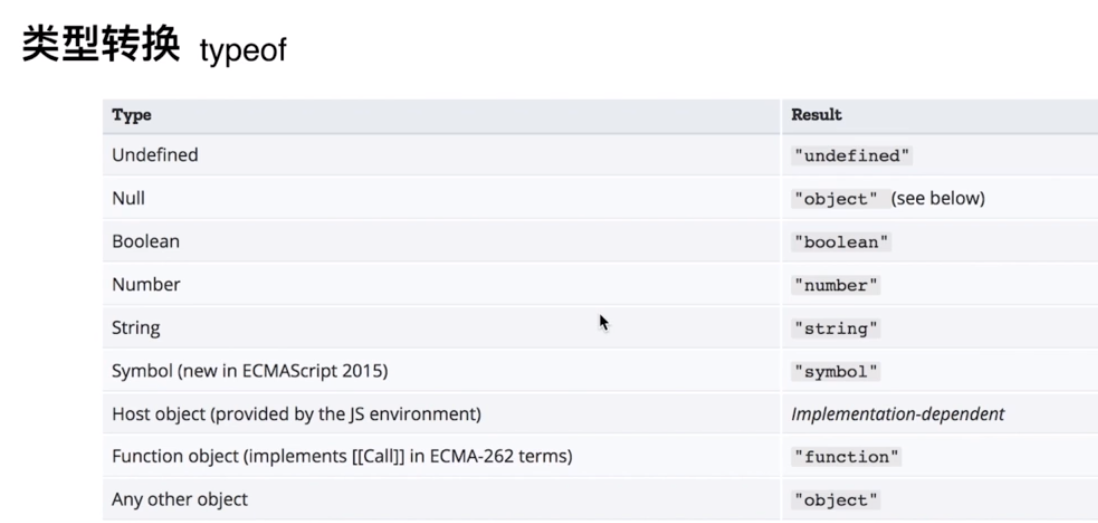 类型转换 typeof
Type Result
Undefined "undefined"
Null "object" (see below)
Boolean "boolean"
Number "number"
String "string"
Symbol (new in ECMAScript 2015) "symbol"
Host object (provided by the JS environment) Implementation-dependent
Function object (implements [[Call]] in ECMA-262 terms) "function"
Any other object "object"